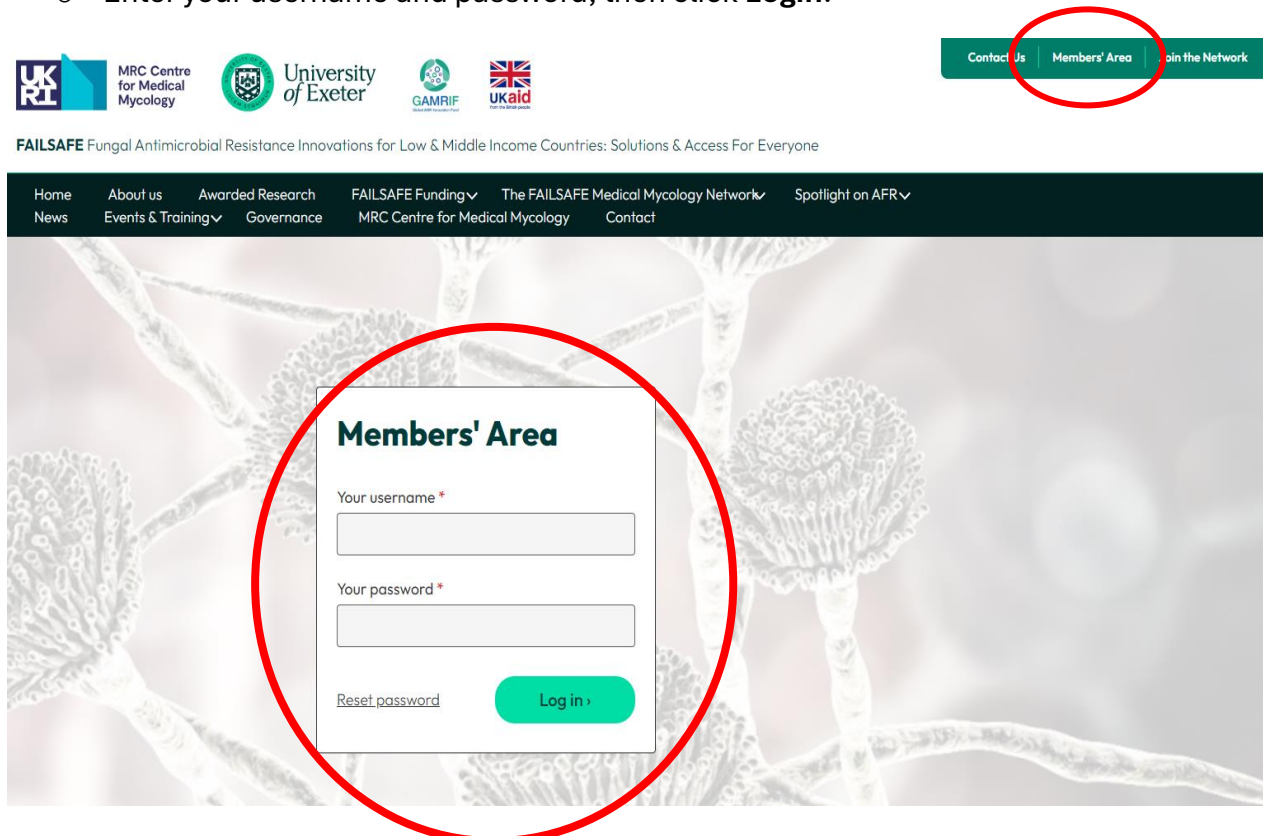 o Enter your username and password, then click Login.
Contact Us Members' Area Join the Network
UK
RI
MRC Centre
for Medical
Mycology
University
of Exeter
GAMRIF
UKaid
from the British people
FAILSAFE Fungal Antimicrobial Resistance Innovations for Low & Middle Income Countries: Solutions & Access For Everyone
Home About us Awarded Research FAILSAFE Funding The FAILSAFE Medical Mycology Network Spotlight on AFR
News Events & Training Governance MRC Centre for Medical Mycology Contact
Members' Area
Your username *
Your password *
Reset password Log in ›